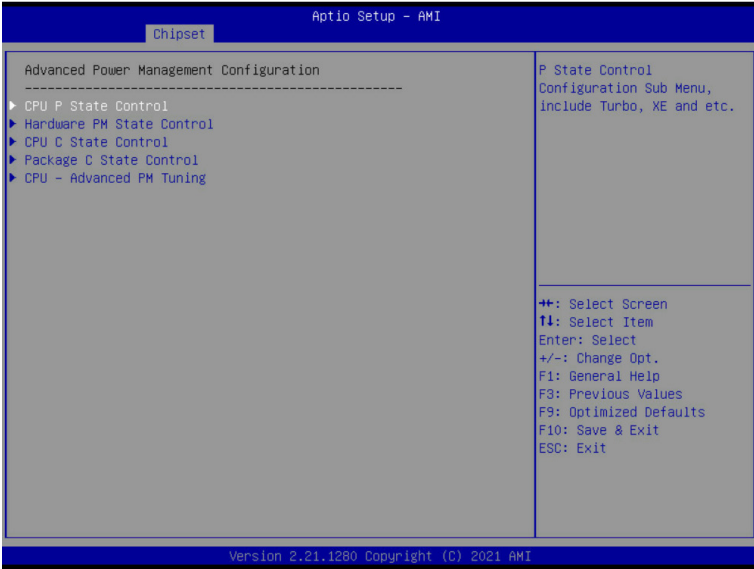 Aptio Setup – AMI
Chipset
Advanced Power Management Configuration
--------------------------------------------------
▶ CPU P State Control
▶ Hardware PM State Control
▶ CPU C State Control
▶ Package C State Control
▶ CPU – Advanced PM Tuning
P State Control
Configuration Sub Menu,
include Turbo, XE and etc.
→←: Select Screen
↑↓: Select Item
Enter: Select
+/-: Change Opt.
F1: General Help
F3: Previous Values
F9: Optimized Defaults
F10: Save & Exit
ESC: Exit
Version 2.21.1280 Copyright (C) 2021 AMI